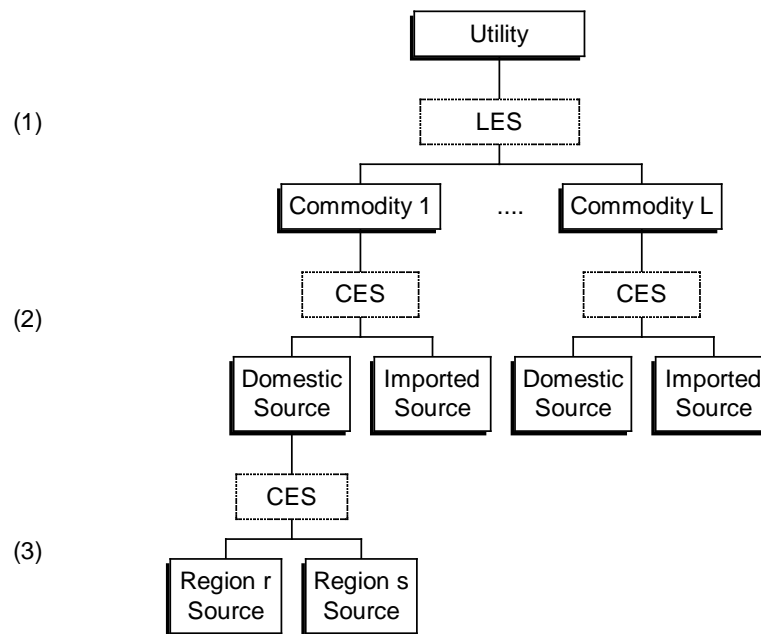 Utility
(1)
LES
Commodity 1
....
Commodity L
CES
CES
(2)
Domestic
Source
Imported
Source
Domestic
Source
Imported
Source
CES
(3)
Region r
Source
Region s
Source